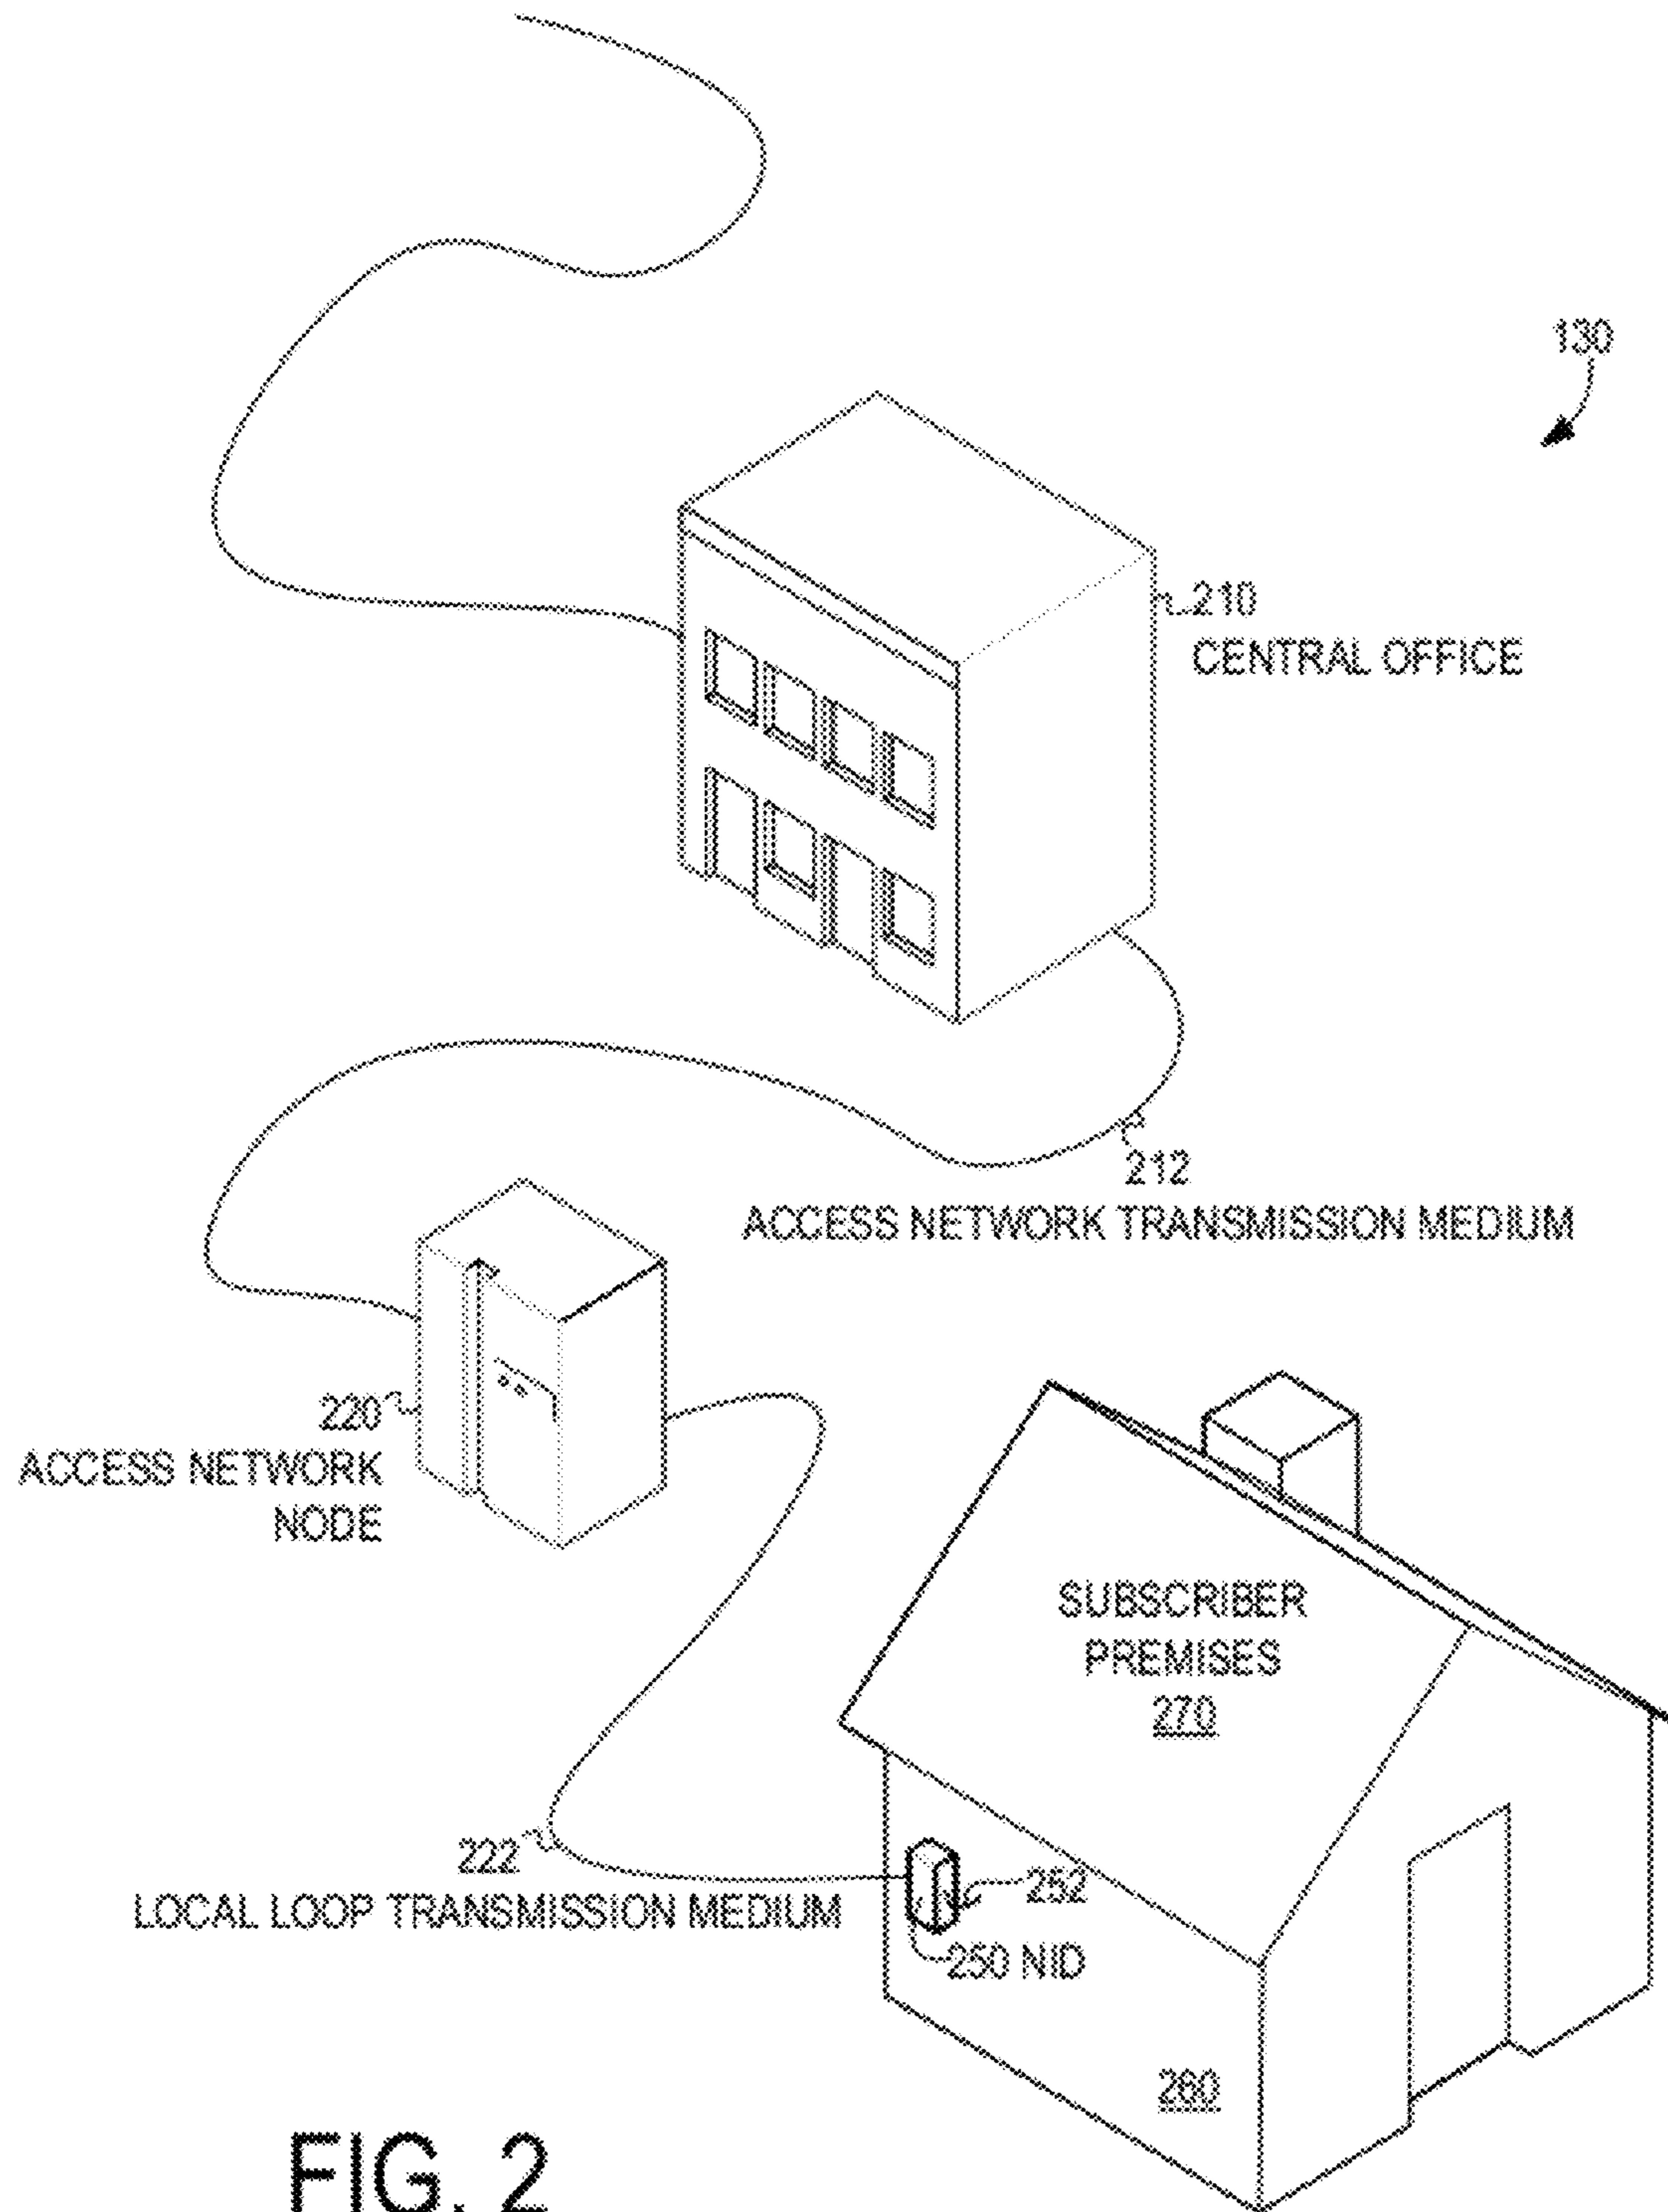 130
210
CENTRAL OFFICE
212
ACCESS NETWORK TRANSMISSION MEDIUM
220
ACCESS NETWORK
NODE
SUBSCRIBER
PREMISES
270
222
LOCAL LOOP TRANSMISSION MEDIUM
252
250 NID
260
FIG. 2